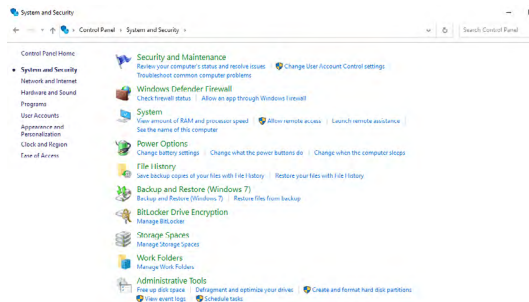 System and Security
Control Panel > System and Security >
Search Control Panel
Control Panel Home
System and Security
Network and Internet
Hardware and Sound
Programs
User Accounts
Appearance and
Personalization
Clock and Region
Ease of Access
Security and Maintenance
Review your computer's status and resolve issues | Change User Account Control settings |
Troubleshoot common computer problems
Windows Defender Firewall
Check firewall status | Allow an app through Windows Firewall
System
View amount of RAM and processor speed | Allow remote access | Launch remote assistance |
See the name of this computer
Power Options
Change battery settings | Change what the power buttons do | Change when the computer sleeps
File History
Save backup copies of your files with File History | Restore your files with File History
Backup and Restore (Windows 7)
Backup and Restore (Windows 7) | Restore files from backup
BitLocker Drive Encryption
Manage BitLocker
Storage Spaces
Manage Storage Spaces
Work Folders
Manage Work Folders
Administrative Tools
Free up disk space | Defragment and optimize your drives | Create and format hard disk partitions
View event logs | Schedule tasks